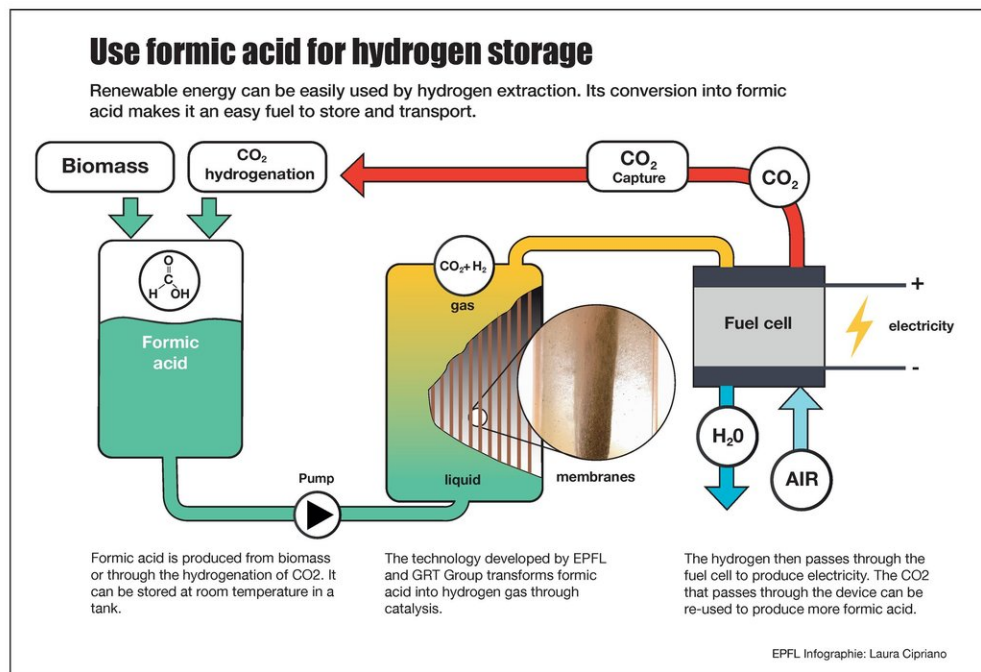 Use formic acid for hydrogen storage
Renewable energy can be easily used by hydrogen extraction. Its conversion into formic
acid makes it an easy fuel to store and transport.
Biomass
CO₂
hydrogenation
CO₂
Capture
CO₂
O
H C OH
Formic
acid
CO₂+H₂
gas
liquid
membranes
Pump
Fuel cell
+
electricity
-
H₂0
AIR
Formic acid is produced from biomass
or through the hydrogenation of CO2. It
can be stored at room temperature in a
tank.
The technology developed by EPFL
and GRT Group transforms formic
acid into hydrogen gas through
catalysis.
The hydrogen then passes through the
fuel cell to produce electricity. The CO2
that passes through the device can be
re-used to produce more formic acid.
EPFL Infographie: Laura Cipriano